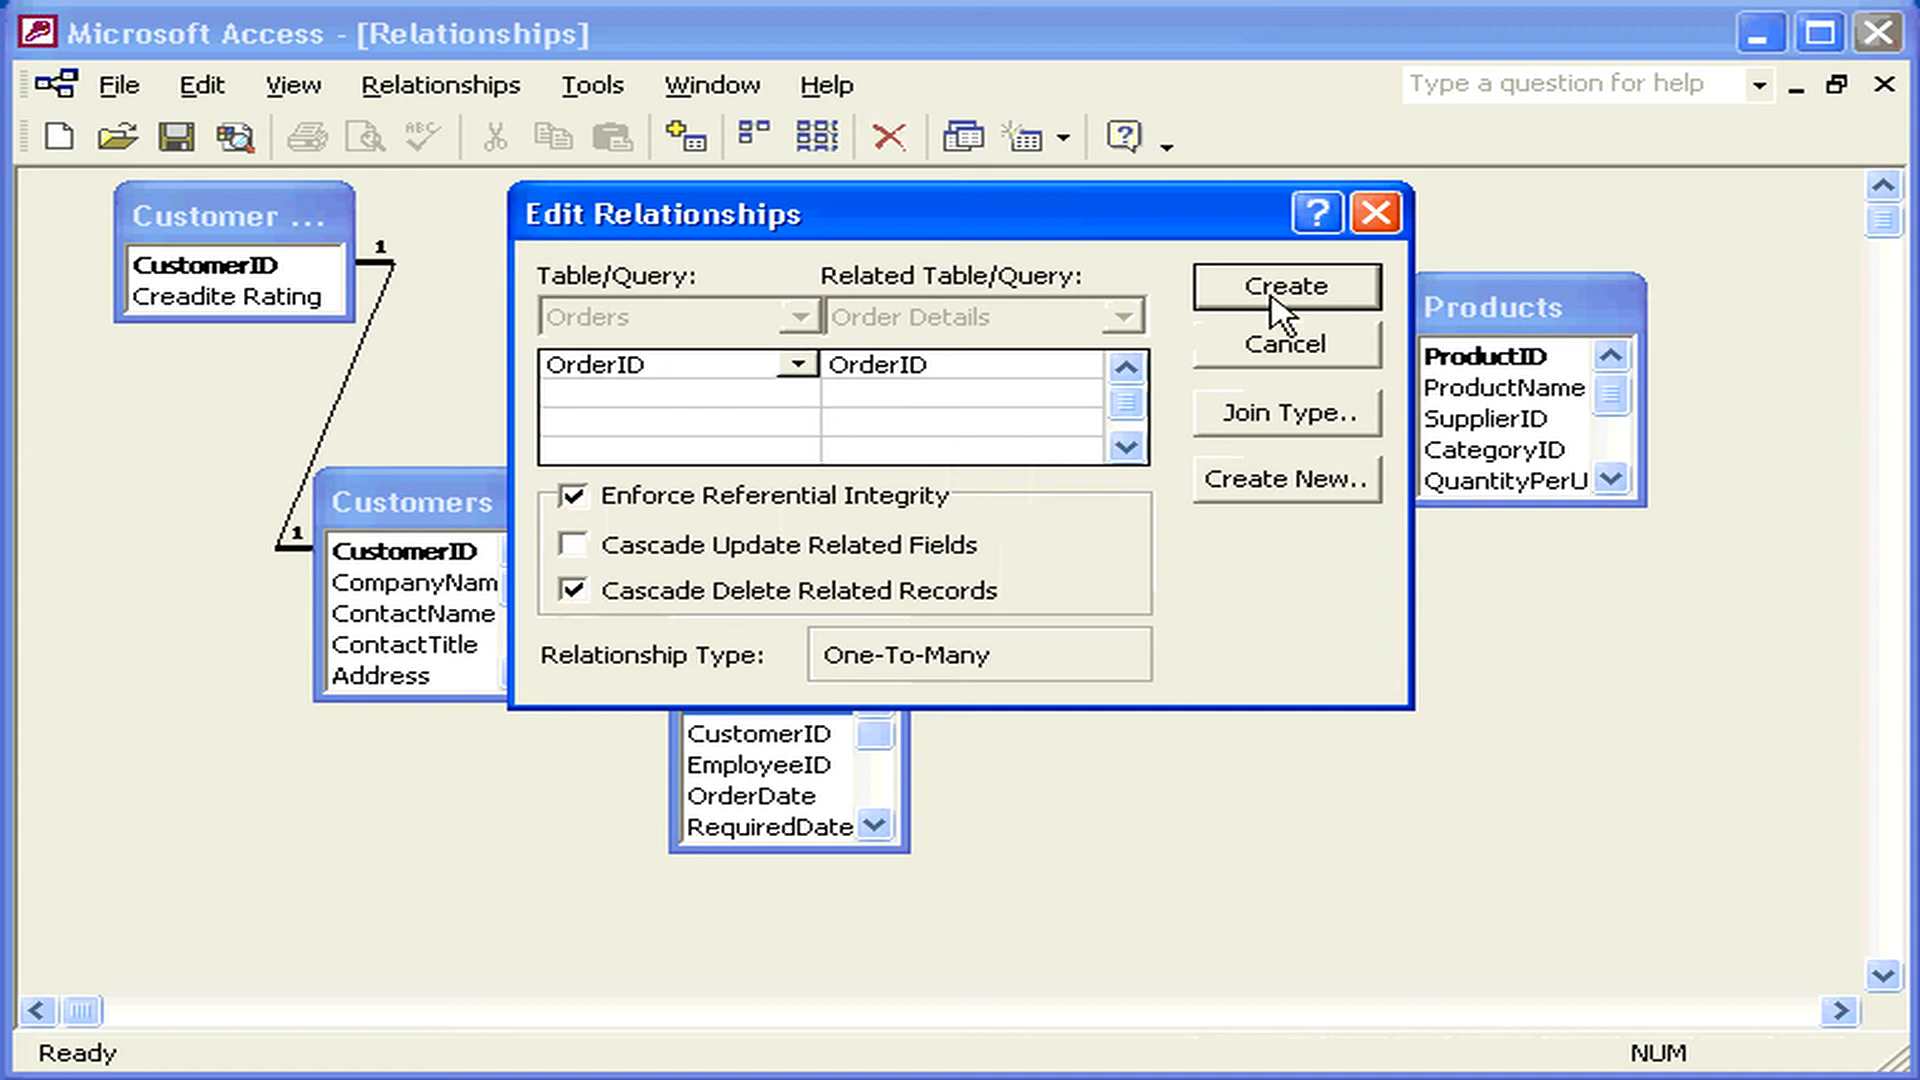 Microsoft Access - [Relationships]
File Edit View Relationships Tools Window Help
Type a question for help
ABC
Customer ...
CustomerID
Creadite Rating
1
1
Customers
CustomerID
CompanyNam
ContactName
ContactTitle
Address
Edit Relationships
Table/Query: Related Table/Query:
Orders Order Details
OrderID OrderID
Enforce Referential Integrity
Cascade Update Related Fields
Cascade Delete Related Records
Relationship Type: One-To-Many
Create
Cancel
Join Type..
Create New..
Products
ProductID
ProductName
SupplierID
CategoryID
QuantityPerU
CustomerID
EmployeeID
OrderDate
RequiredDate
Ready NUM